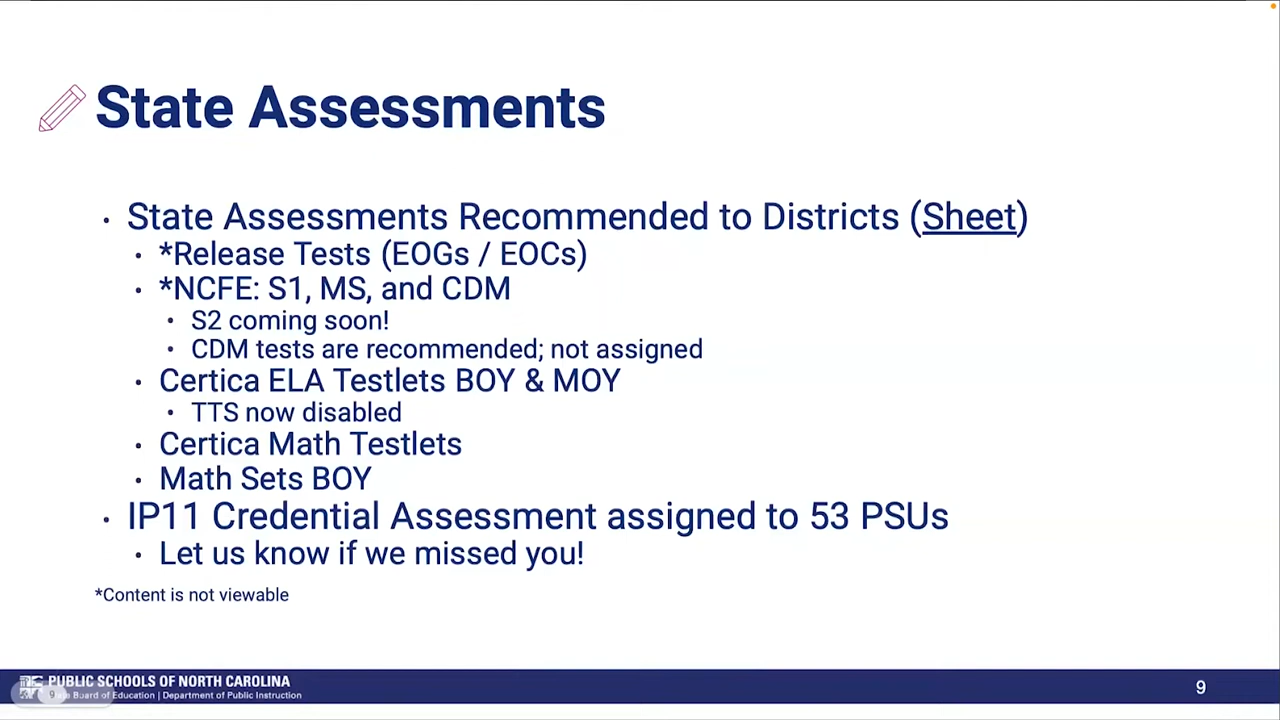 State Assessments
• State Assessments Recommended to Districts (Sheet)
• *Release Tests (EOGs / EOCs)
• *NCFE: S1, MS, and CDM
• S2 coming soon!
• CDM tests are recommended; not assigned
• Certica ELA Testlets BOY & MOY
• TTS now disabled
• Certica Math Testlets
• Math Sets BOY
• IP11 Credential Assessment assigned to 53 PSUs
• Let us know if we missed you!
*Content is not viewable
PUBLIC SCHOOLS OF NORTH CAROLINA
Board of Education | Department of Public Instruction
9
9